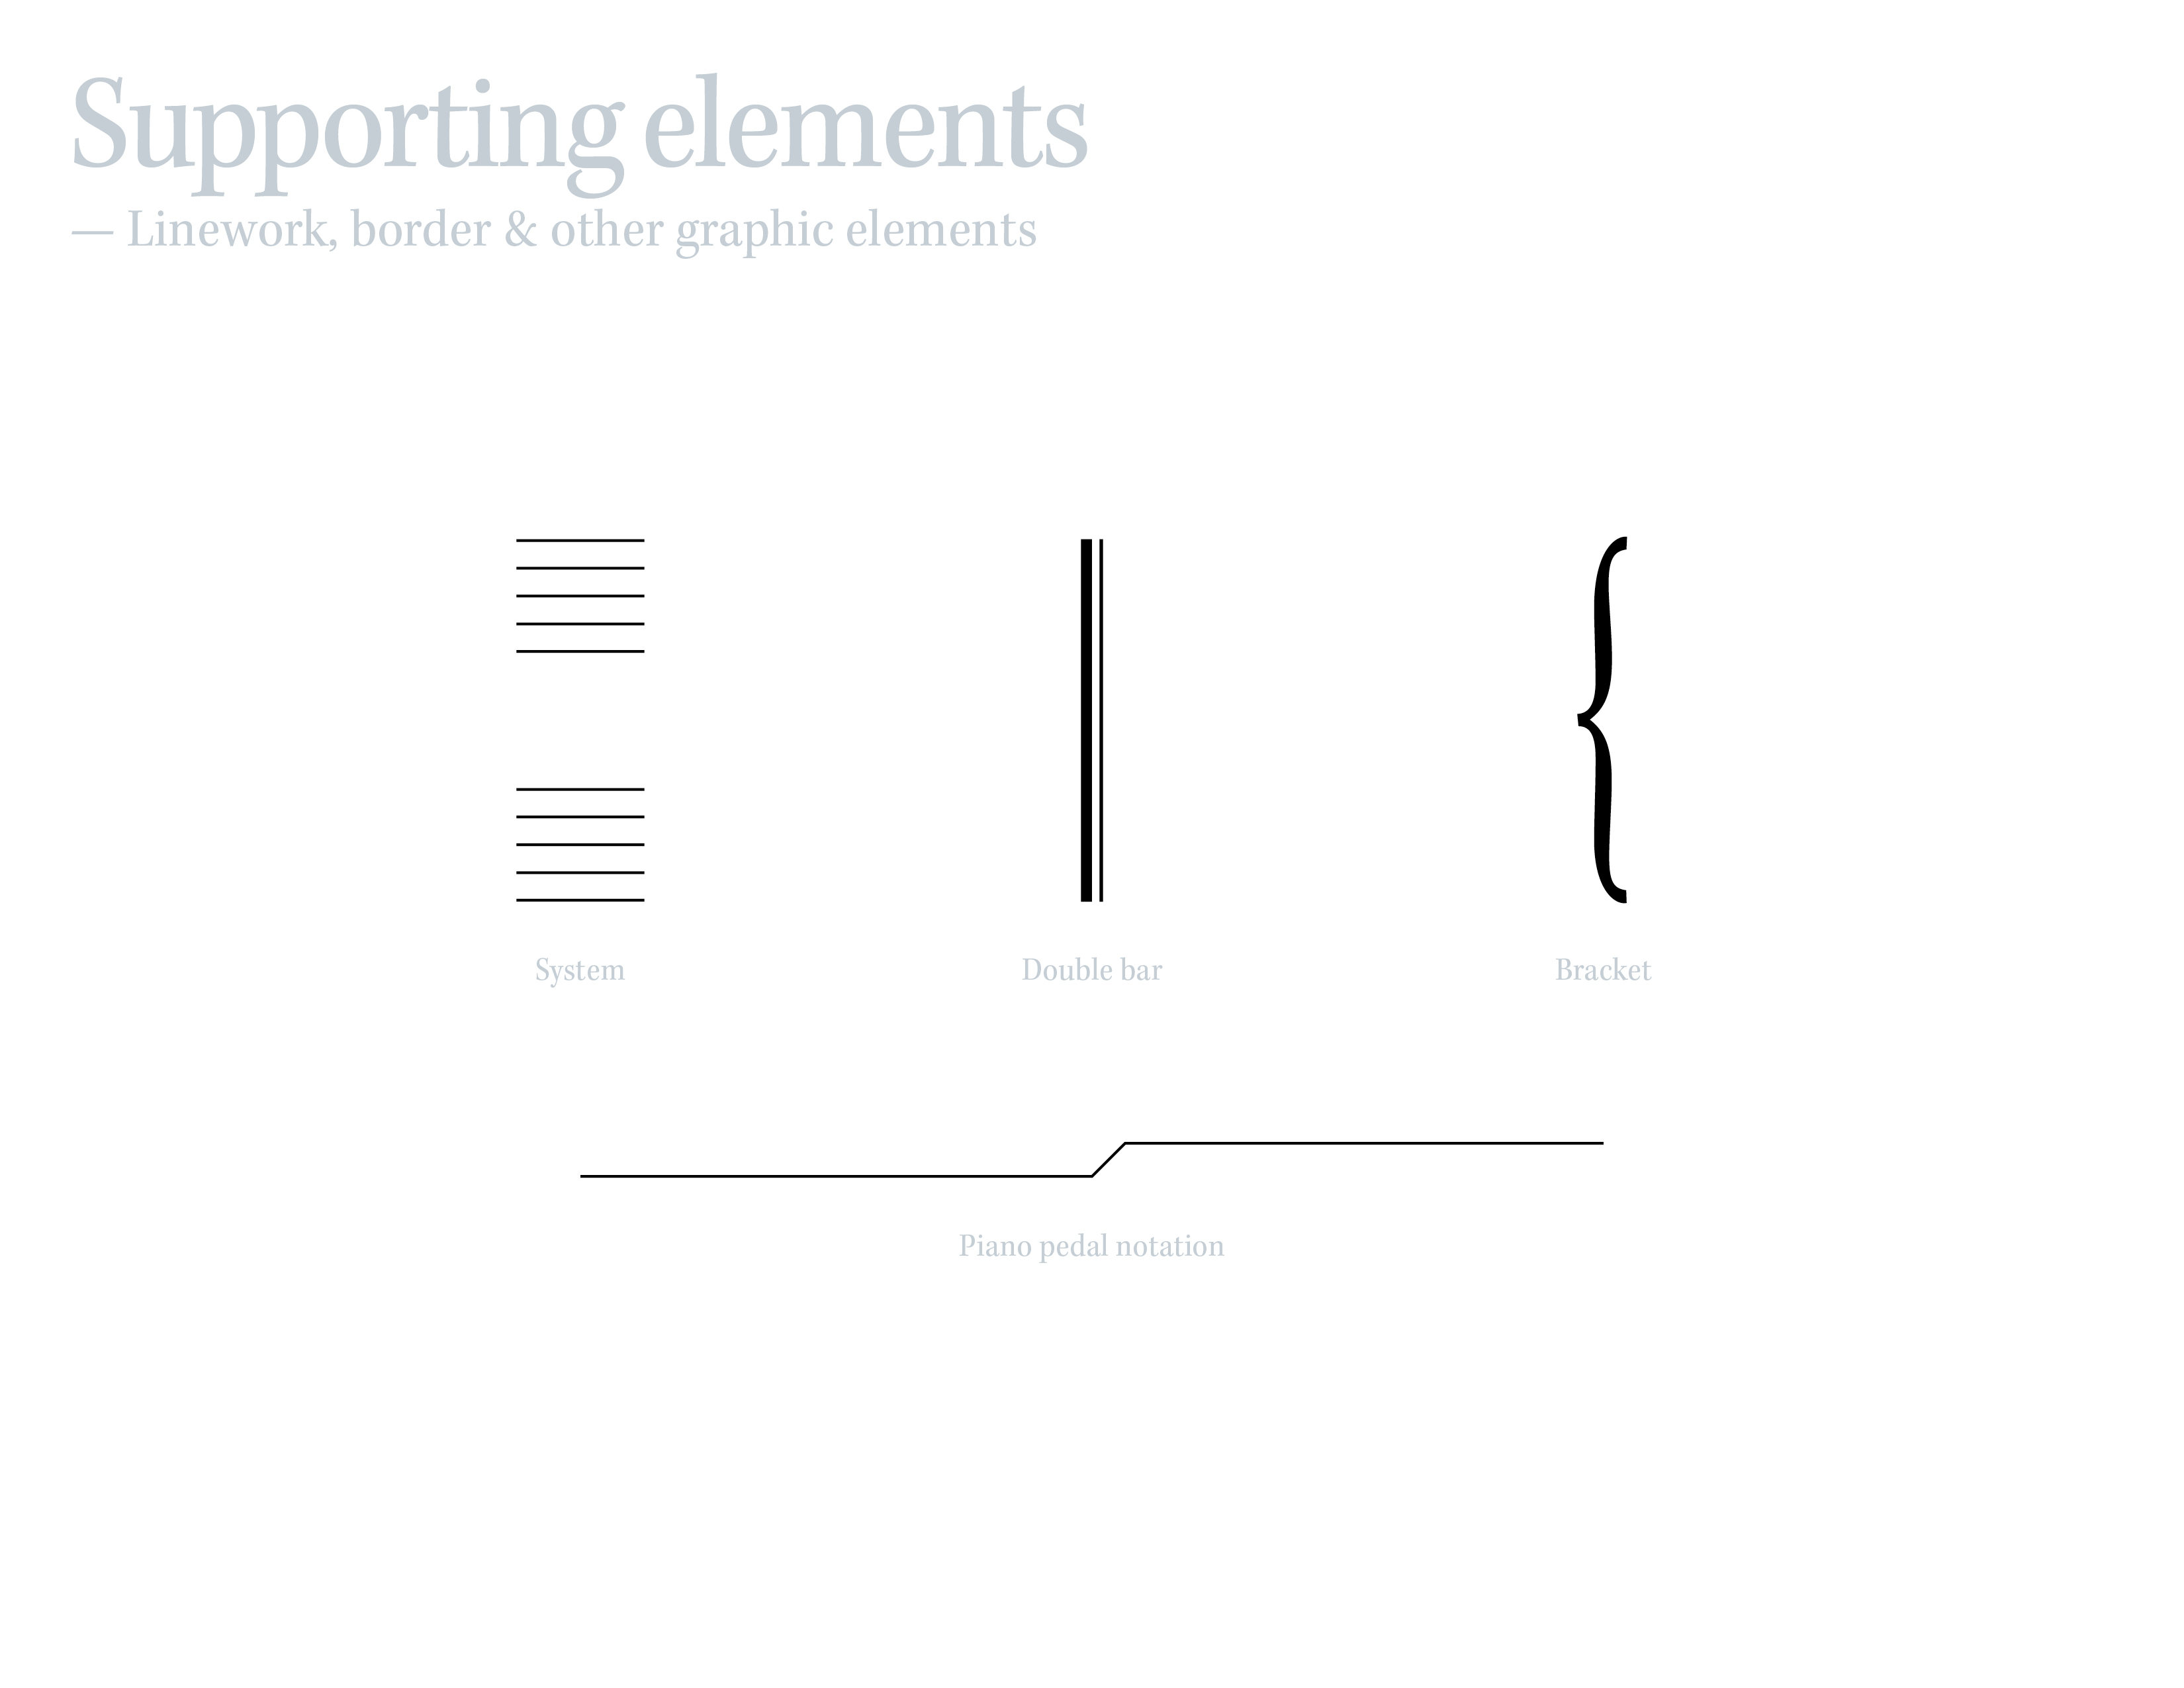 Supporting elements
— Linework, border & other graphic elements
System
Double bar
Bracket
Piano pedal notation